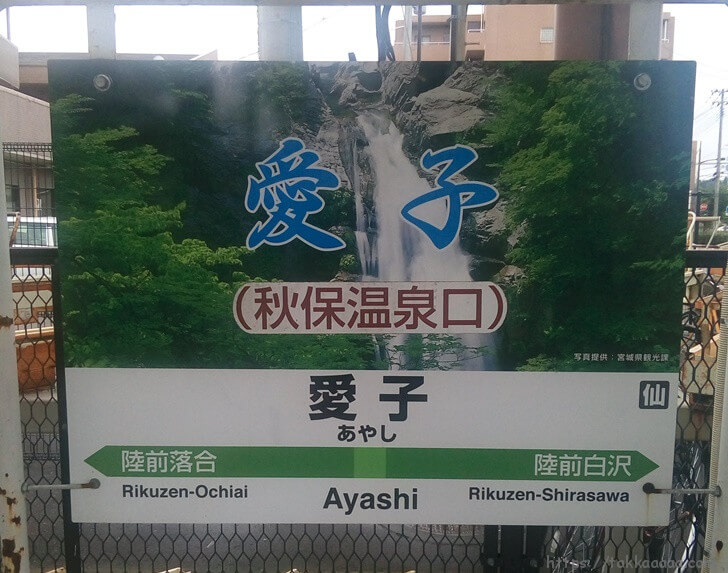 愛子
(秋保温泉口)
写真提供：宮城県観光課
愛子
仙
あやし
陸前落合 陸前白沢
Rikuzen-Ochiai Ayashi Rikuzen-Shirasawa